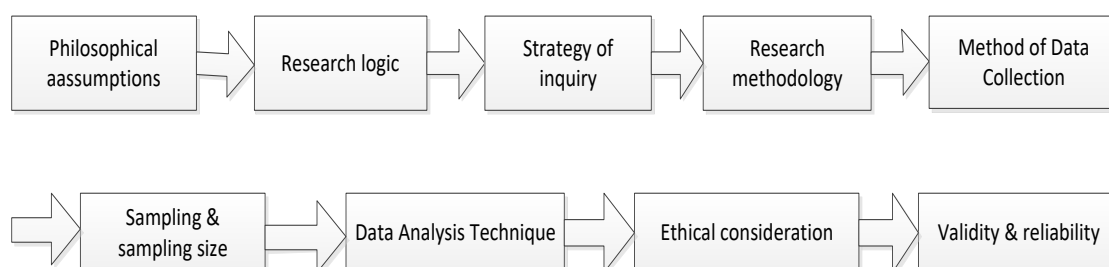 Philosophical
aassumptions
Research logic
Strategy of
inquiry
Research
methodology
Method of Data
Collection
Sampling &
sampling size
Data Analysis Technique
Ethical consideration
Validity & reliability